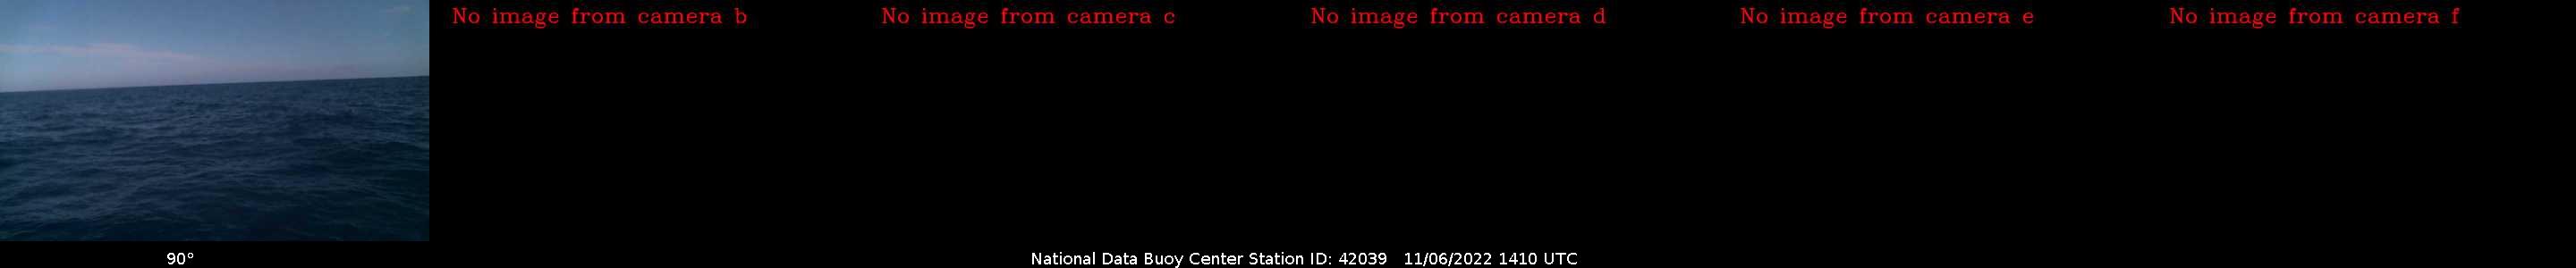 No image from camera b
No image from camera c
No image from camera d
No image from camera e
No image from camera f
90°
National Data Buoy Center Station ID: 42039 11/06/2022 1410 UTC